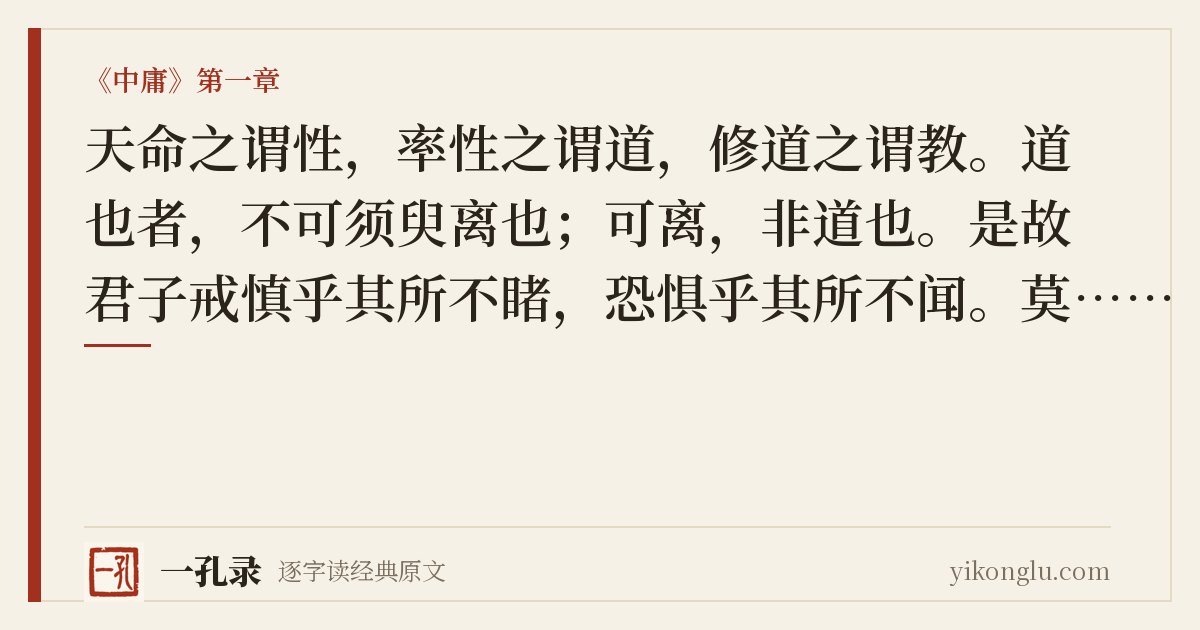 《中庸》第一章
天命之谓性，率性之谓道，修道之谓教。道
也者，不可须臾离也；可离，非道也。是故
君子戒慎乎其所不睹，恐惧乎其所不闻。莫……
一孔
一孔录 逐字读经典原文 yikonglu.com